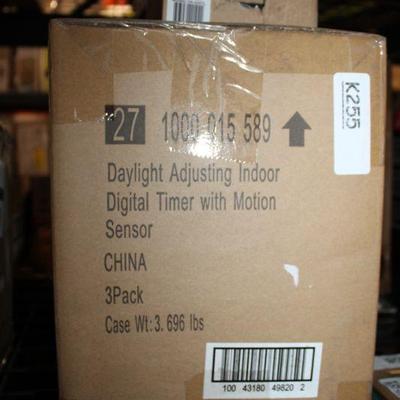 27 1000 015 589
K255
Daylight Adjusting Indoor
Digital Timer with Motion
Sensor
CHINA
3Pack
Case Wt: 3. 696 lbs
100 43180 49820 2